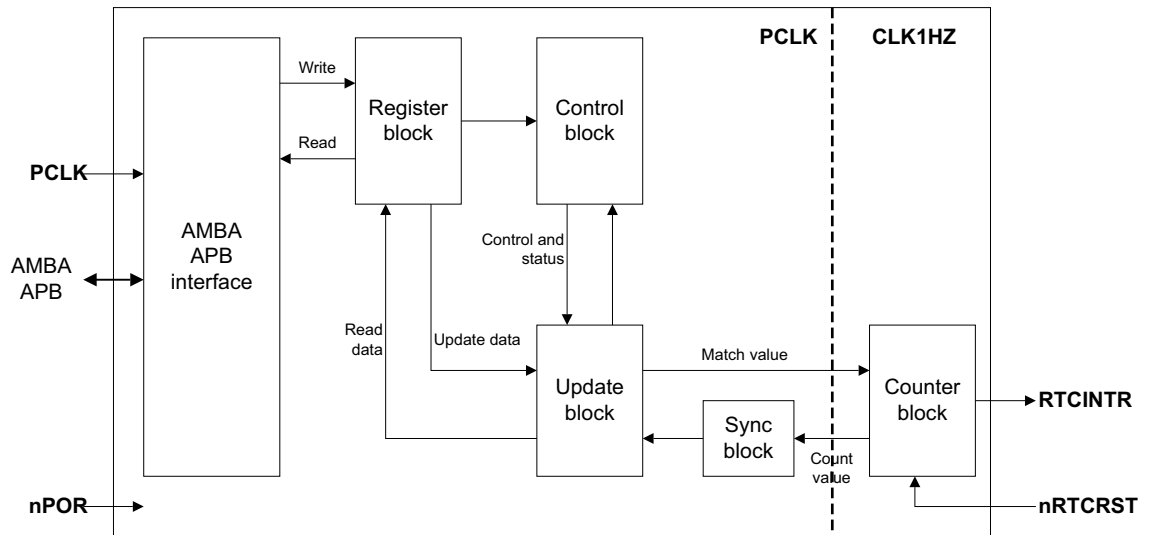 PCLK
CLK1HZ
Write
Register
block
Control
block
Read
PCLK
AMBA
APB
interface
AMBA
APB
Control and
status
Read
data
Update data
Match value
Update
block
Counter
block
RTCINTR
Sync
block
Count
value
nPOR
nRTCRST